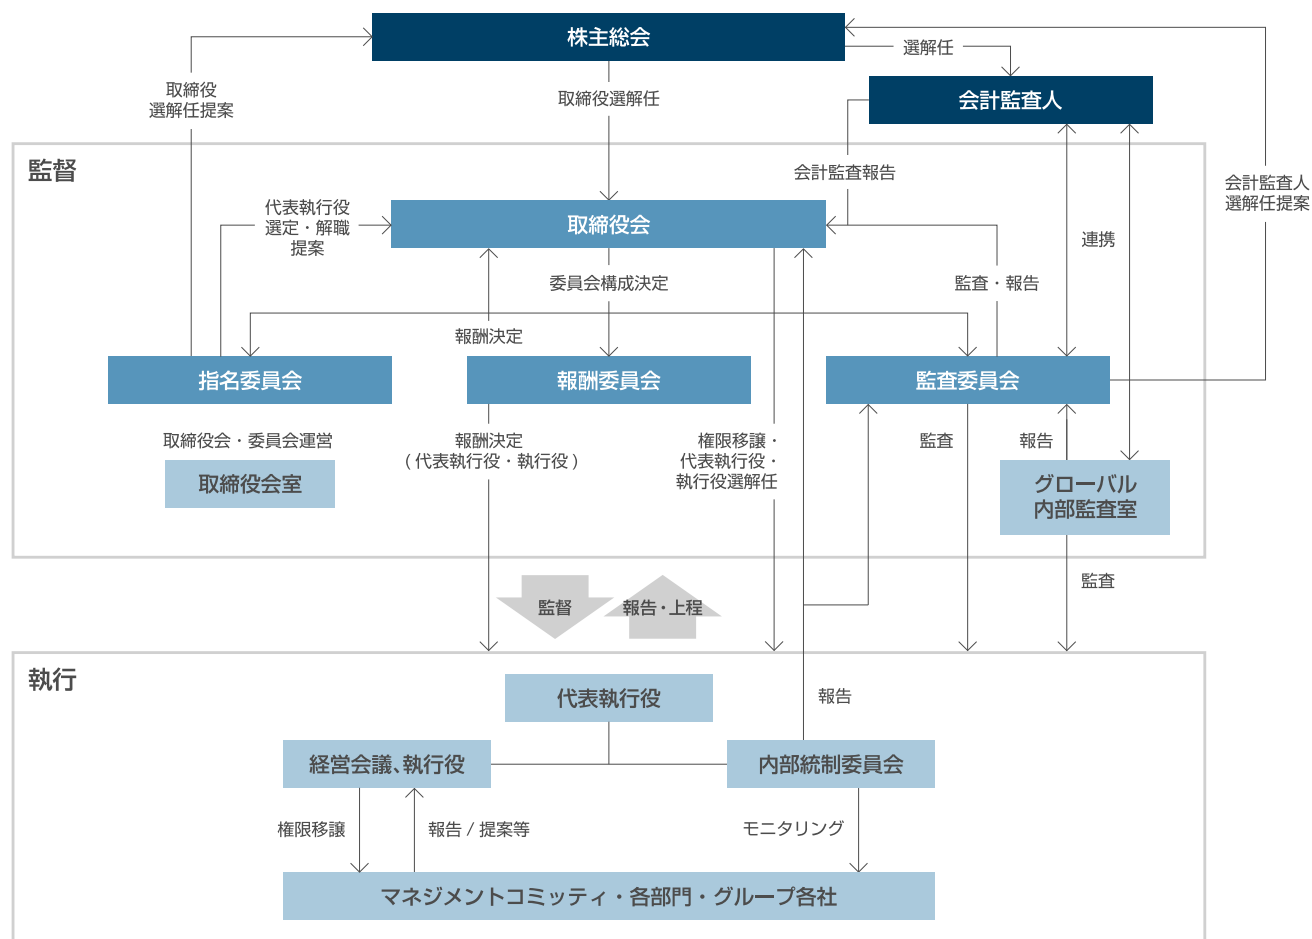 株主総会
選解任
会計監査人
取締役
選解任提案
取締役選解任
監督
会計監査報告
会計監査人
選解任提案
代表執行役
選定・解職
提案
取締役会
連携
委員会構成決定
監査・報告
報酬決定
指名委員会
報酬委員会
監査委員会
取締役会・委員会運営
取締役会室
報酬決定
(代表執行役・執行役)
権限移譲・
代表執行役・
執行役選解任
監査
報告
グローバル
内部監査室
監査
監督
報告・上程
執行
代表執行役
報告
経営会議、執行役
内部統制委員会
権限移譲
報告 / 提案等
モニタリング
マネジメントコミッティ・各部門・グループ各社